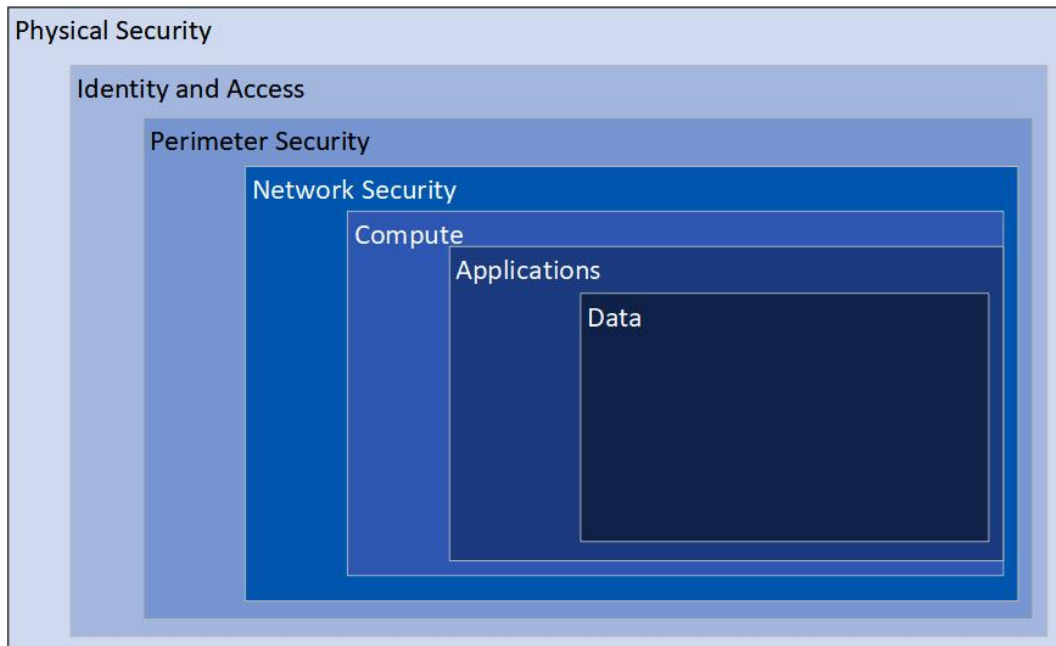 Physical Security
Identity and Access
Perimeter Security
Network Security
Compute
Applications
Data